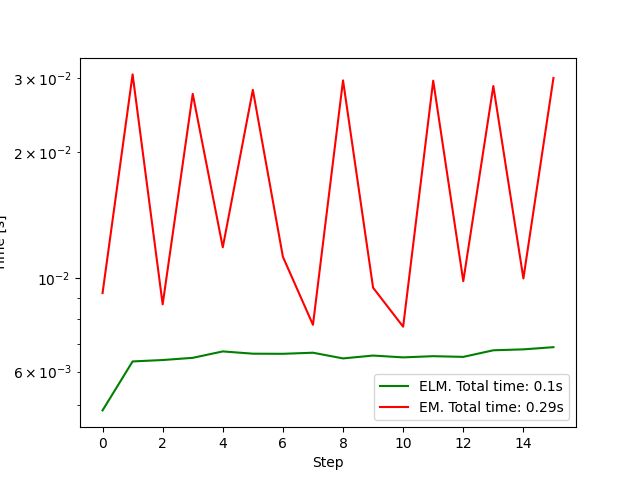 3 × 10⁻²
2 × 10⁻²
10⁻²
6 × 10⁻³
[s]
ELM. Total time: 0.1s
EM. Total time: 0.29s
0 2 4 6 8 10 12 14
Step